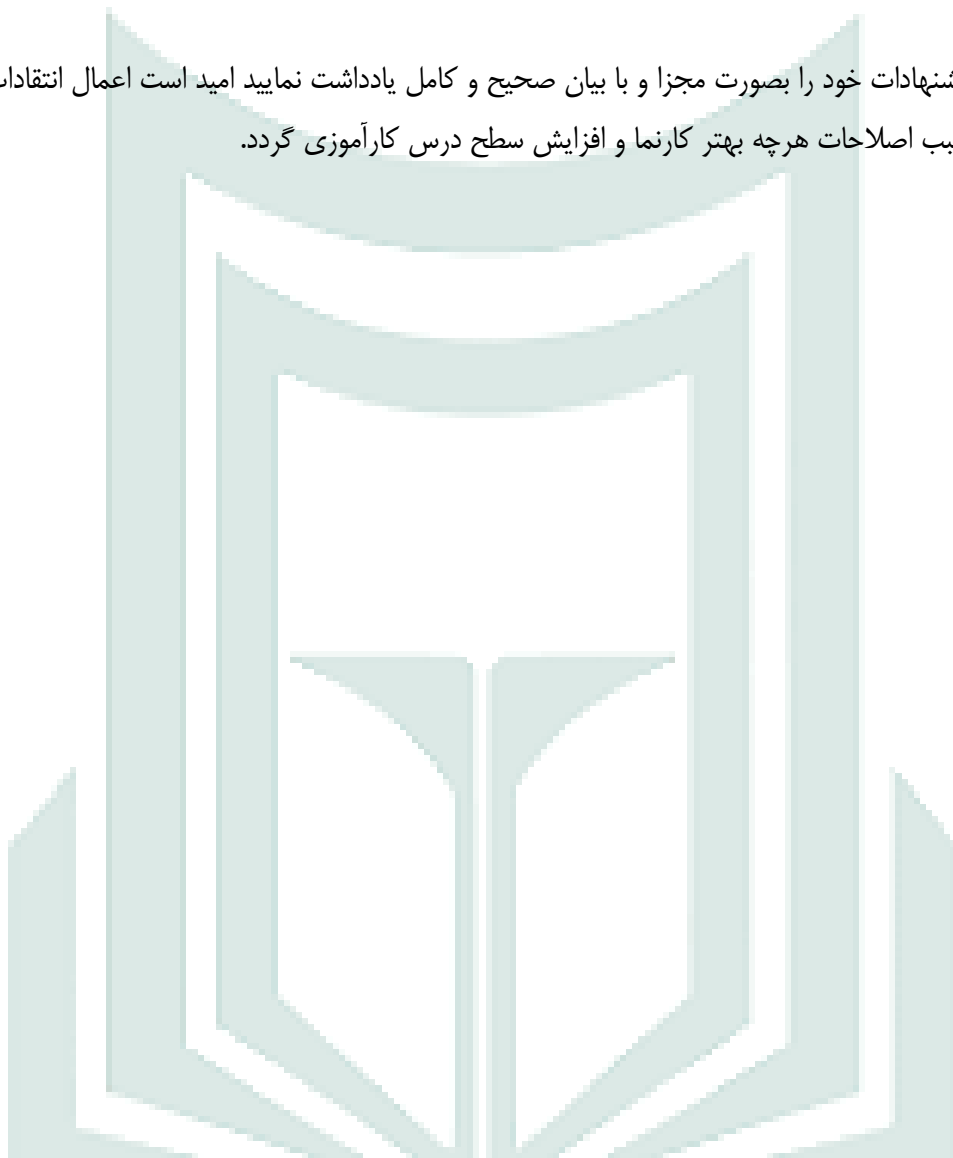 شنهادات خود را بصورت مجزا و با بیان صحیح و کامل یادداشت نمایید امید است اعمال انتقادات
بب اصلاحات هرچه بهتر کارنما و افزایش سطح درس کارآموزی گردد.